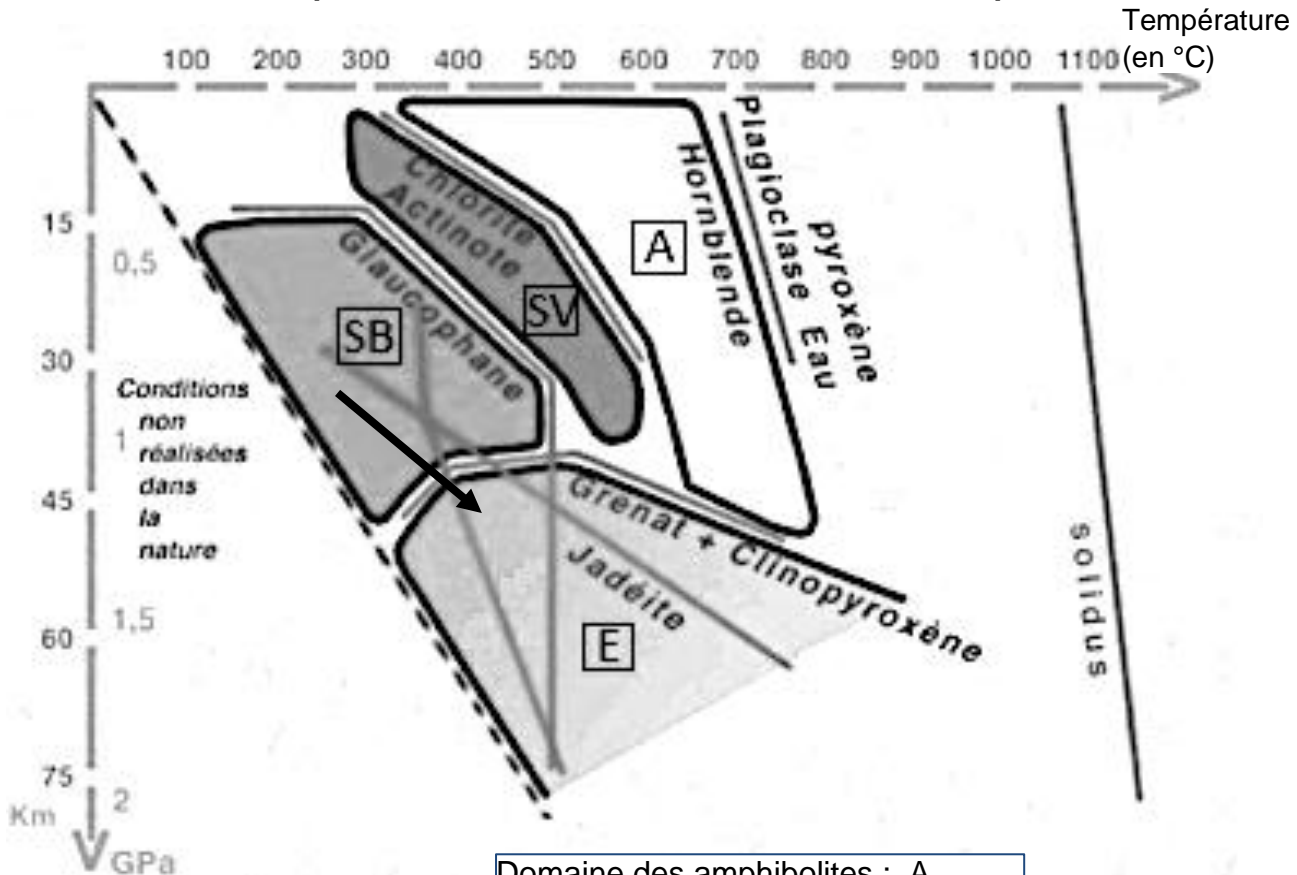 Température
(en °C)
100 200 300 400 500 600 700 800 900 1000 1100
15
30
45
60
75
Km
0,5
1
1,5
2
GPa
Conditions
non
réalisées
dans
la
nature
SB
Glaucophane
Chlorite
Actinote
SV
A
Hornblende
Plagioclase Eau
pyroxène
Grenat + Clinopyroxène
Jadéite
E
solidus
Domaine des amphibolites : A